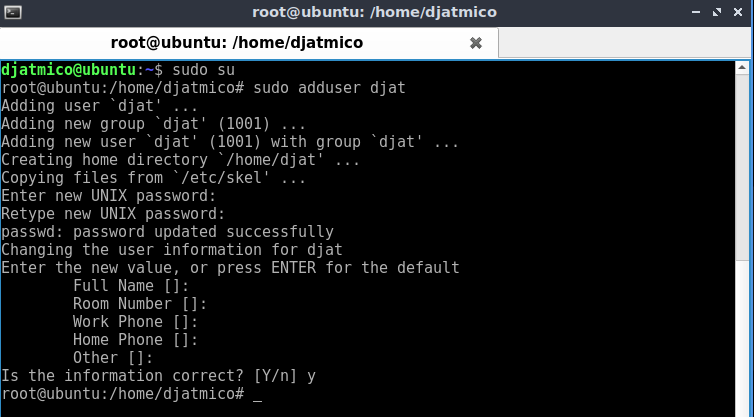 root@ubuntu: /home/djatmico
root@ubuntu: /home/djatmico
djatmico@ubuntu:~$ sudo su
root@ubuntu:/home/djatmico# sudo adduser djat
Adding user `djat' ...
Adding new group `djat' (1001) ...
Adding new user `djat' (1001) with group `djat' ...
Creating home directory `/home/djat' ...
Copying files from `/etc/skel' ...
Enter new UNIX password:
Retype new UNIX password:
passwd: password updated successfully
Changing the user information for djat
Enter the new value, or press ENTER for the default
        Full Name []:
        Room Number []:
        Work Phone []:
        Home Phone []:
        Other []:
Is the information correct? [Y/n] y
root@ubuntu:/home/djatmico# _